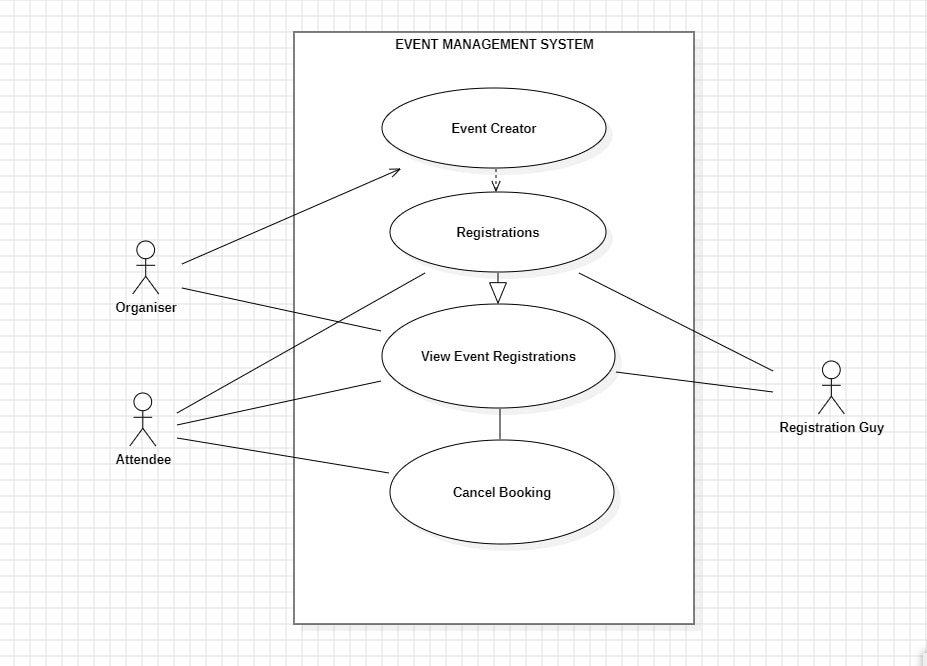 EVENT MANAGEMENT SYSTEM
Event Creator
Registrations
Organiser
View Event Registrations
Registration Guy
Attendee
Cancel Booking